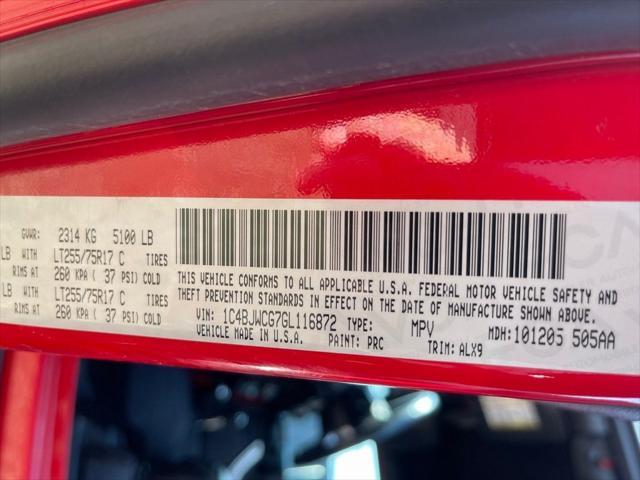 GVWR: 2314 KG 5100 LB
LB WITH LT255/75R17 C TIRES
RIMS AT 260 KPA ( 37 PSI) COLD
LB WITH LT255/75R17 C TIRES
RIMS AT 260 KPA ( 37 PSI) COLD
THIS VEHICLE CONFORMS TO ALL APPLICABLE U.S.A. FEDERAL MOTOR VEHICLE SAFETY AND
THEFT PREVENTION STANDARDS IN EFFECT ON THE DATE OF MANUFACTURE SHOWN ABOVE.
VIN: 1C4BJWCG7GL116872 TYPE: MPV MDH: 101205 505AA
VEHICLE MADE IN U.S.A. PAINT: PRC TRIM: ALX9